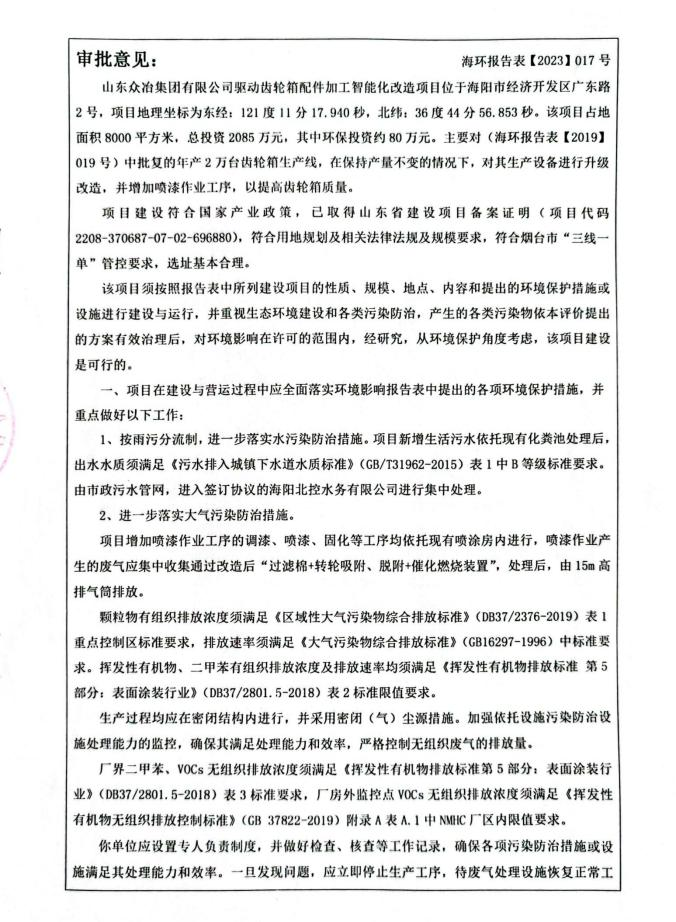 审批意见：
海环报告表【2023】017 号
山东众冶集团有限公司驱动齿轮箱配件加工智能化改造项目位于海阳市经济开发区广东路
2 号，项目地理坐标为东经：121 度 11 分 17.940 秒，北纬：36 度 44 分 56.853 秒。该项目占地
面积 8000 平方米，总投资 2085 万元，其中环保投资约 80 万元。主要对（海环报告表【2019】
019 号）中批复的年产 2 万台齿轮箱生产线，在保持产量不变的情况下，对其生产设备进行升级
改造，并增加喷漆作业工序，以提高齿轮箱质量。
项目建设符合国家产业政策，已取得山东省建设项目备案证明（项目代码
2208-370687-07-02-696880），符合用地规划及相关法律法规及规模要求，符合烟台市“三线一
单”管控要求，选址基本合理。
该项目须按照报告表中所列建设项目的性质、规模、地点、内容和提出的环境保护措施或
设施进行建设与运行，并重视生态环境建设和各类污染防治，产生的各类污染物依本评价提出
的方案有效治理后，对环境影响在许可的范围内，经研究，从环境保护角度考虑，该项目建设
是可行的。
一、项目在建设与营运过程中应全面落实环境影响报告表中提出的各项环境保护措施，并
重点做好以下工作：
1、按雨污分流制，进一步落实水污染防治措施。项目新增生活污水依托现有化粪池处理后，
出水水质须满足《污水排入城镇下水道水质标准》（GB/T31962-2015）表 1 中 B 等级标准要求。
由市政污水管网，进入签订协议的海阳北控水务有限公司进行集中处理。
2、进一步落实大气污染防治措施。
项目增加喷漆作业工序的调漆、喷漆、固化等工序均依托现有喷涂房内进行，喷漆作业产
生的废气应集中收集通过改造后“过滤棉+转轮吸附、脱附+催化燃烧装置”，处理后，由 15m 高
排气筒排放。
颗粒物有组织排放浓度须满足《区域性大气污染物综合排放标准》（DB37/2376-2019）表 1
重点控制区标准要求，排放速率须满足《大气污染物综合排放标准》（GB16297-1996）中标准要
求。挥发性有机物、二甲苯有组织排放浓度及排放速率均须满足《挥发性有机物排放标准 第 5
部分：表面涂装行业》（DB37/2801.5-2018）表 2 标准限值要求。
生产过程均应在密闭结构内进行，并采用密闭（气）尘源措施。加强依托设施污染防治设
施处理能力的监控，确保其满足处理能力和效率，严格控制无组织废气的排放量。
厂界二甲苯、VOCs 无组织排放浓度须满足《挥发性有机物排放标准第 5 部分：表面涂装行
业》（DB37/2801.5-2018）表 3 标准要求，厂房外监控点 VOCs 无组织排放浓度须满足《挥发性
有机物无组织排放控制标准》（GB 37822-2019）附录 A 表 A.1 中 NMHC 厂区内限值要求。
你单位应设置专人负责制度，并做好检查、核查等工作记录，确保各项污染防治措施或设
施满足其处理能力和效率。一旦发现问题，应立即停止生产工序，待废气处理设施恢复正常工